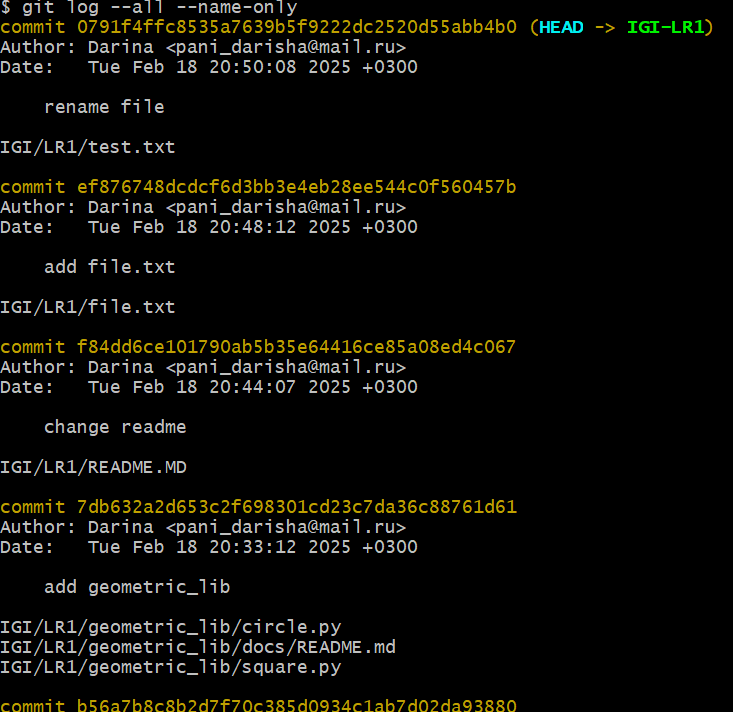 $ git log --all --name-only
commit 0791f4ffc8535a7639b5f9222dc2520d55abb4b0 (HEAD -> IGI-LR1)
Author: Darina <pani_darisha@mail.ru>
Date:   Tue Feb 18 20:50:08 2025 +0300
    rename file
IGI/LR1/test.txt
commit ef876748dcdcf6d3bb3e4eb28ee544c0f560457b
Author: Darina <pani_darisha@mail.ru>
Date:   Tue Feb 18 20:48:12 2025 +0300
    add file.txt
IGI/LR1/file.txt
commit f84dd6ce101790ab5b35e64416ce85a08ed4c067
Author: Darina <pani_darisha@mail.ru>
Date:   Tue Feb 18 20:44:07 2025 +0300
    change readme
IGI/LR1/README.MD
commit 7db632a2d653c2f698301cd23c7da36c88761d61
Author: Darina <pani_darisha@mail.ru>
Date:   Tue Feb 18 20:33:12 2025 +0300
    add geometric_lib
IGI/LR1/geometric_lib/circle.py
IGI/LR1/geometric_lib/docs/README.md
IGI/LR1/geometric_lib/square.py
commit b56a7b8c8b2d7f70c385d0934c1ab7d02da93880